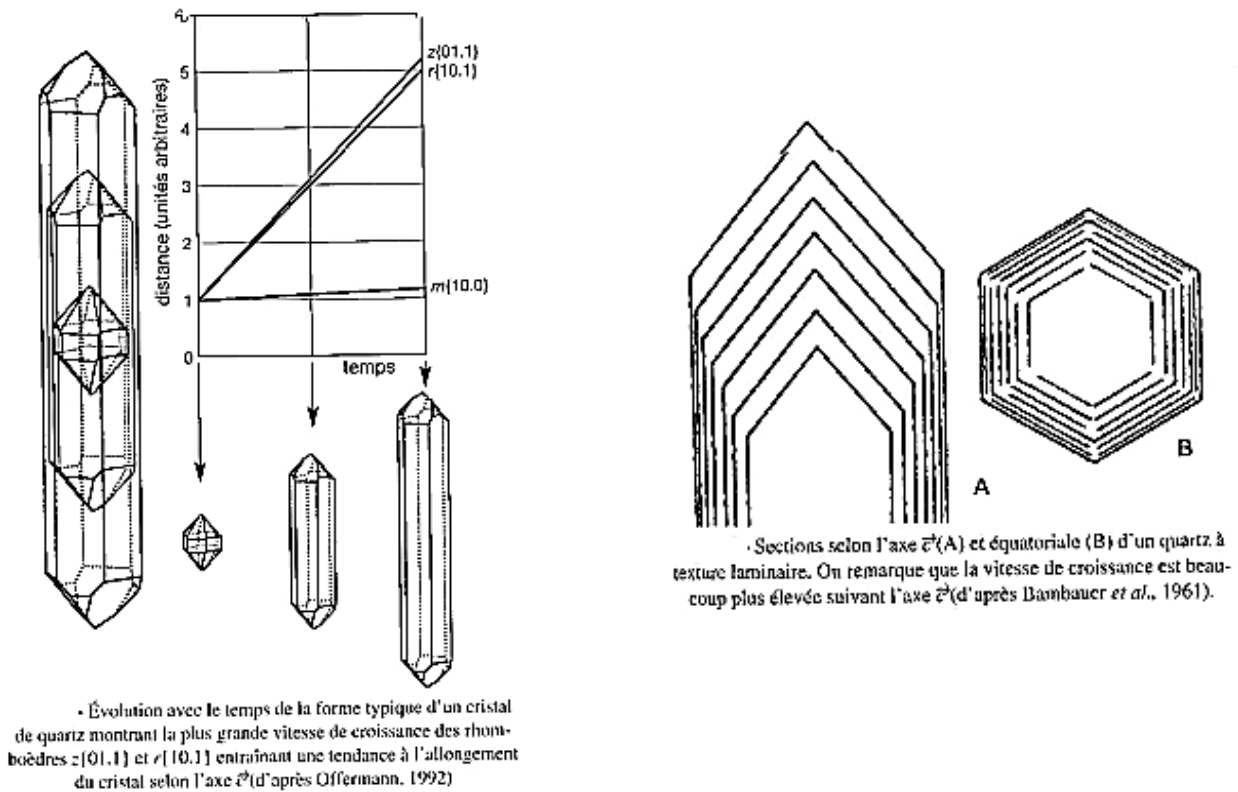 6
5
4
3
2
1
0
distance (unités arbitraires)
z{01.1}
r{10.1}
m{10.0}
temps
A
B
- Évolution avec le temps de la forme typique d'un cristal
de quartz montrant la plus grande vitesse de croissance des rhom-
boèdres z{01.1} et r{10.1} entraînant une tendance à l'allongement
du cristal selon l'axe c (d'après Offermann, 1992)
- Sections selon l'axe c (A) et équatoriale (B) d'un quartz à
texture laminaire. On remarque que la vitesse de croissance est beau-
coup plus élevée suivant l'axe c (d'après Bambauer et al., 1961).